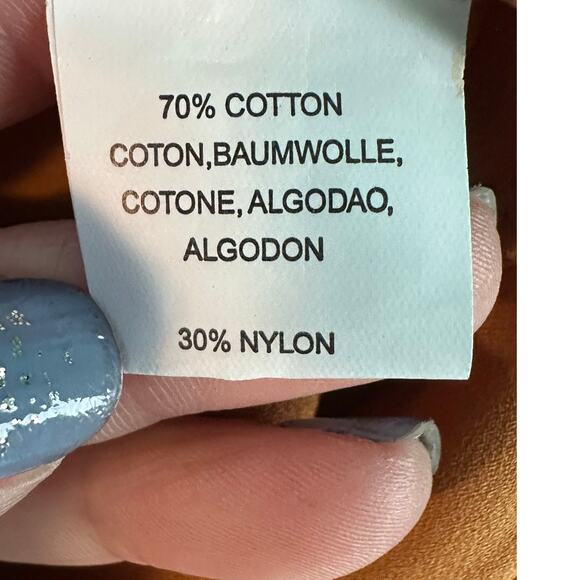 70% COTTON
COTON,BAUMWOLLE,
COTONE, ALGODAO,
ALGODON
30% NYLON